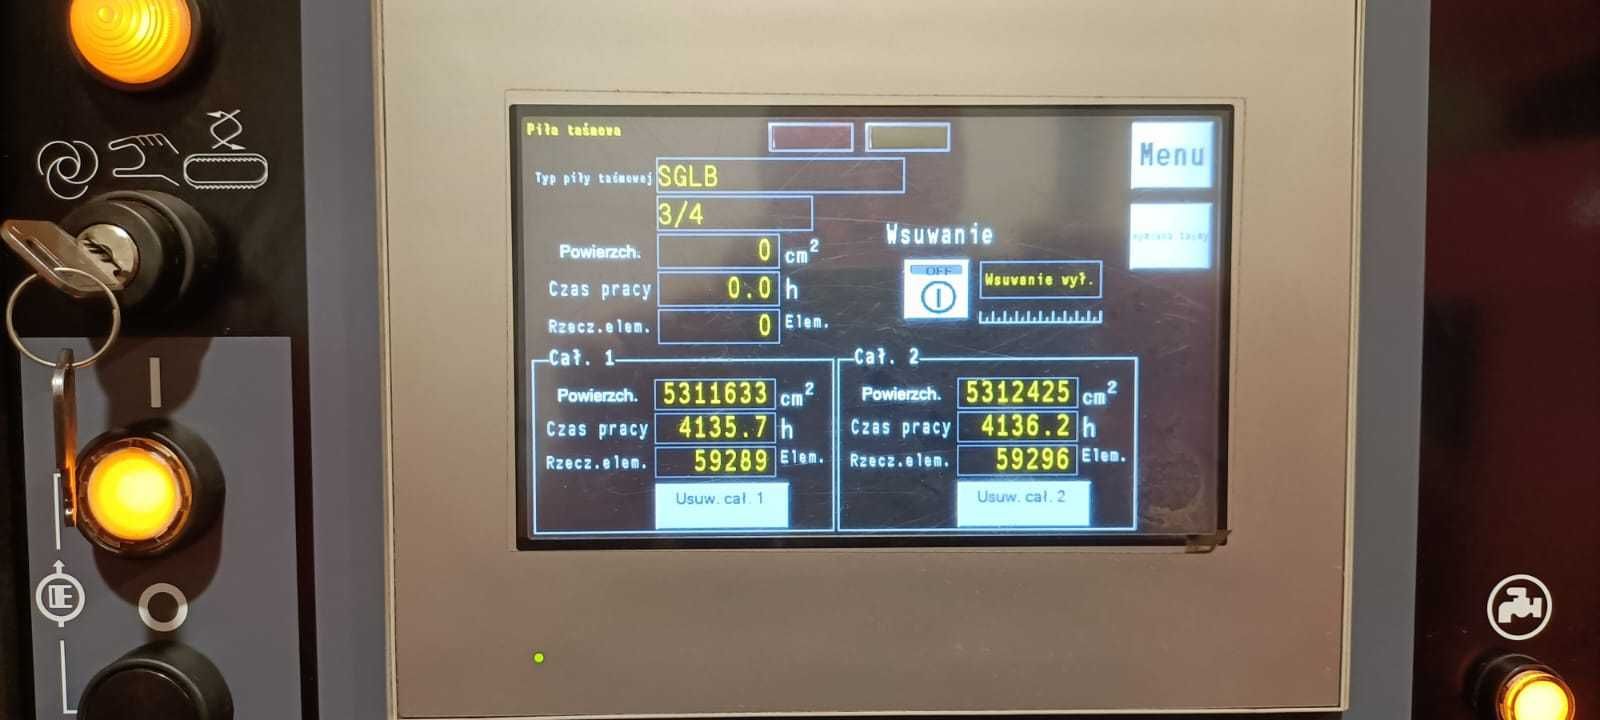 Piła taśmowa
Menu
Typ piły taśmowej SGLB
3/4
Powierzch. 0 cm²
Czas pracy 0.0 h
Rzecz.elem. 0 Elem.
Wsuwanie
OFF
Wsuwanie wył.
Cał. 1
Powierzch. 5311633 cm²
Czas pracy 4135.7 h
Rzecz.elem. 59289 Elem.
Usuw. cał. 1
Cał. 2
Powierzch. 5312425 cm²
Czas pracy 4136.2 h
Rzecz.elem. 59296 Elem.
Usuw. cał. 2